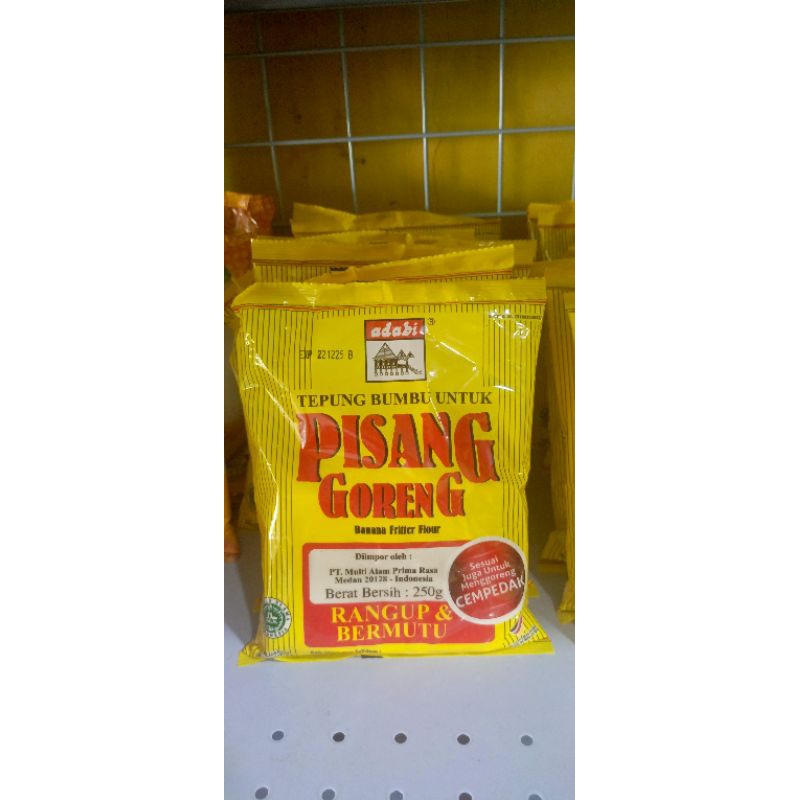 adabi
®
EXP 221225 B
TEPUNG BUMBU UNTUK
PISANG
GORENG
Banana Fritter Flour
Diimpor oleh :
PT. Multi Alam Prima Rasa
Medan 20128 - Indonesia
Berat Bersih : 250g
Sesuai
Juga Untuk
Menggoreng
CEMPEDAK
RANGUP &
BERMUTU